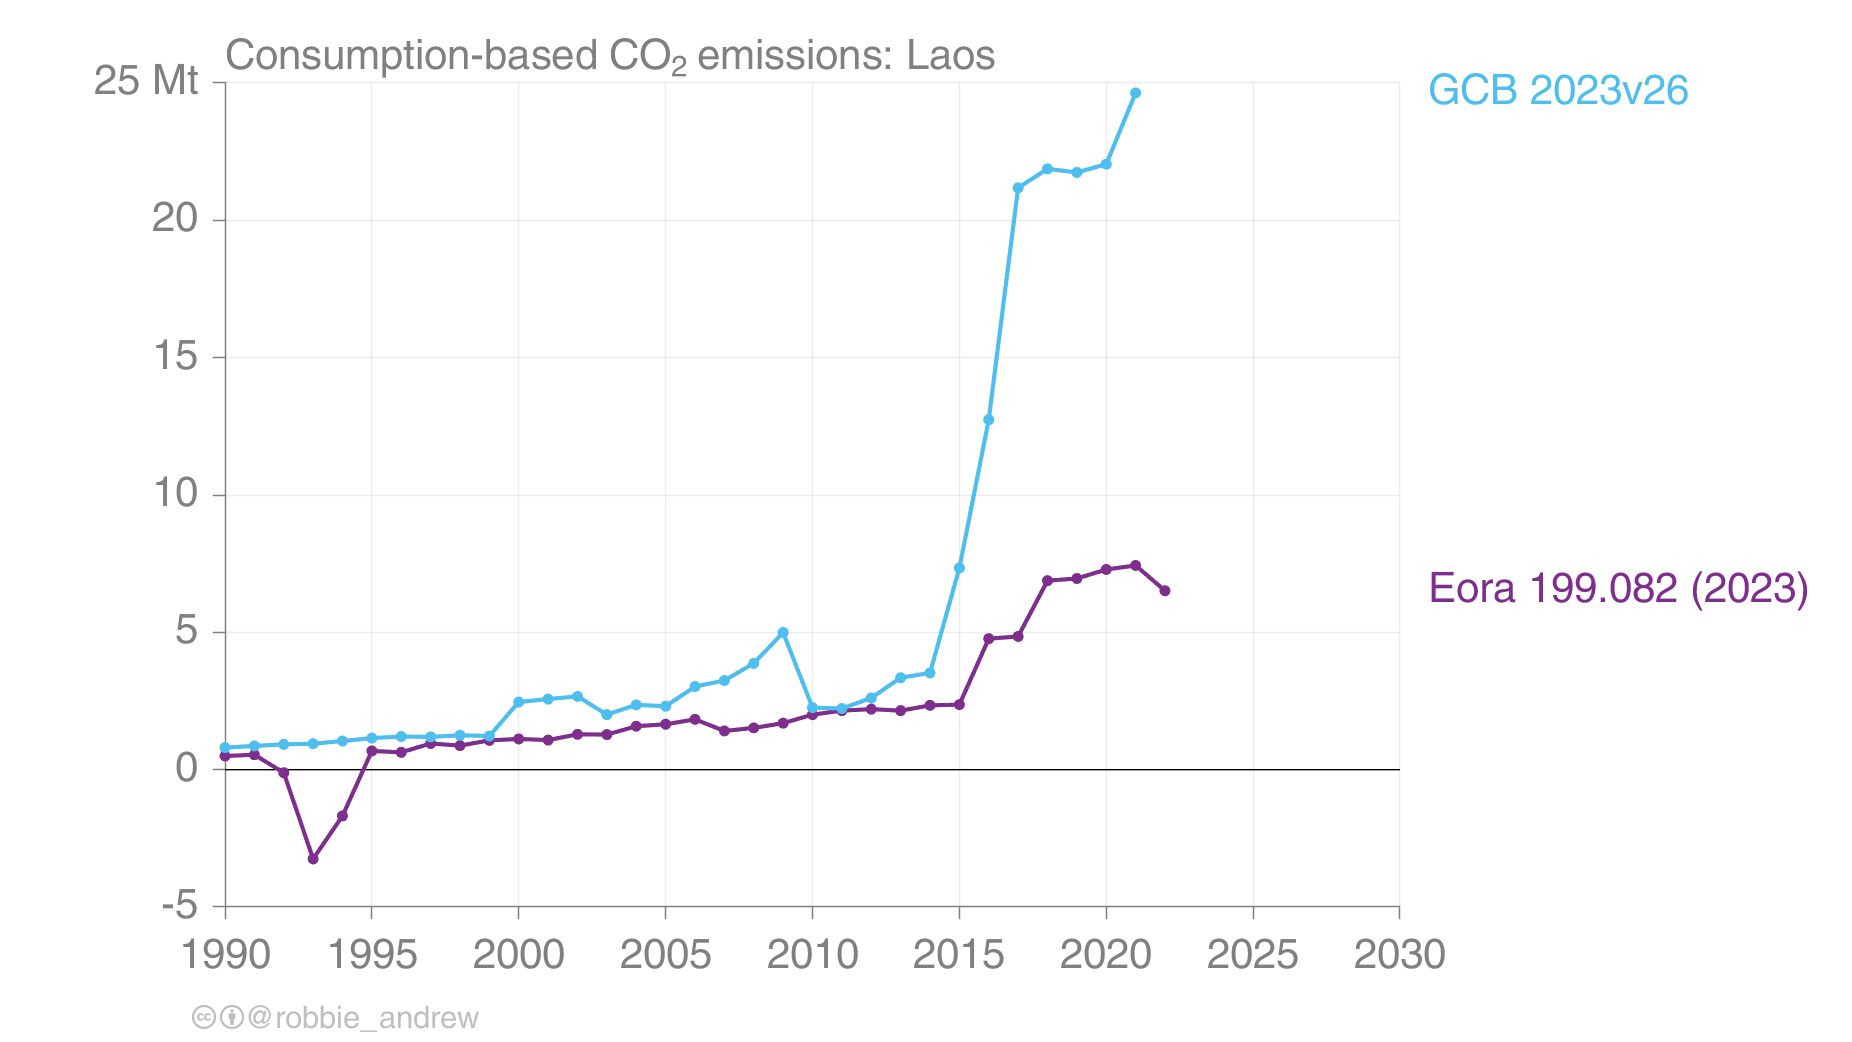 Consumption-based CO₂ emissions: Laos
25 Mt
20
15
10
5
0
-5
1990 1995 2000 2005 2010 2015 2020 2025 2030
GCB 2023v26
Eora 199.082 (2023)
cc @robbie_andrew